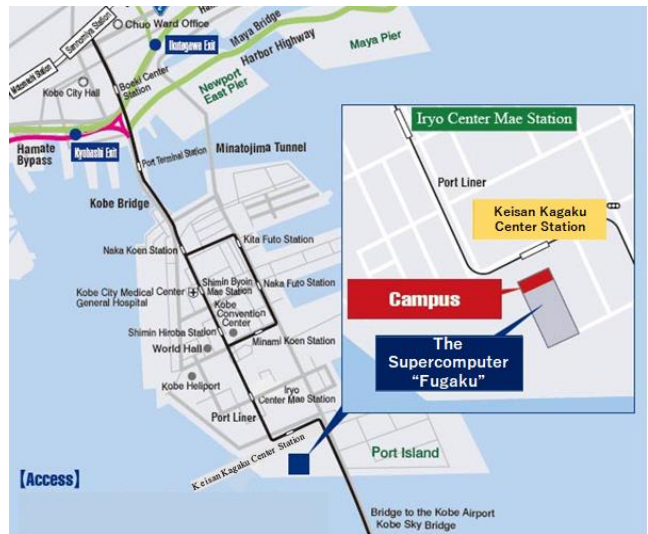 Chuo Ward Office
Sannomiya Station
Ikutagawa Exit
Maya Bridge
Harbor Highway
Maya Pier
Motomachi Station
Boeki Center
Station
Newport
East Pier
Kobe City Hall
Hamate
Bypass
Kyobashi Exit
Port Terminal Station
Minatojima Tunnel
Kobe Bridge
Iryo Center Mae Station
Port Liner
Keisan Kagaku
Center Station
Campus
The
Supercomputer
“Fugaku”
Naka Koen Station
Kita Futo Station
Kobe City Medical Center
General Hospital
Shimin Byoin
Mae Station
Naka Futo Station
Kobe
Convention
Center
Shimin Hiroba Station
Minami Koen Station
World Hall
Kobe Heliport
Iryo
Center Mae Station
Port Liner
Keisan Kagaku Center Station
Port Island
【Access】
Bridge to the Kobe Airport
Kobe Sky Bridge